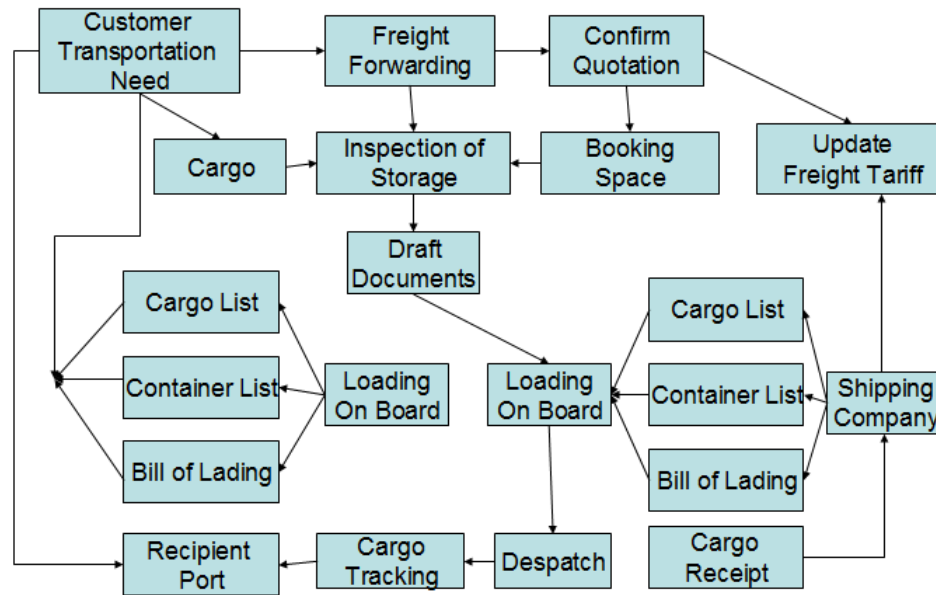 Customer
Transportation
Need
Freight
Forwarding
Confirm
Quotation
Cargo
Inspection of
Storage
Booking
Space
Update
Freight Tariff
Draft
Documents
Cargo List
Container List
Bill of Lading
Loading
On Board
Loading
On Board
Cargo List
Container List
Bill of Lading
Shipping
Company
Recipient
Port
Cargo
Tracking
Despatch
Cargo
Receipt